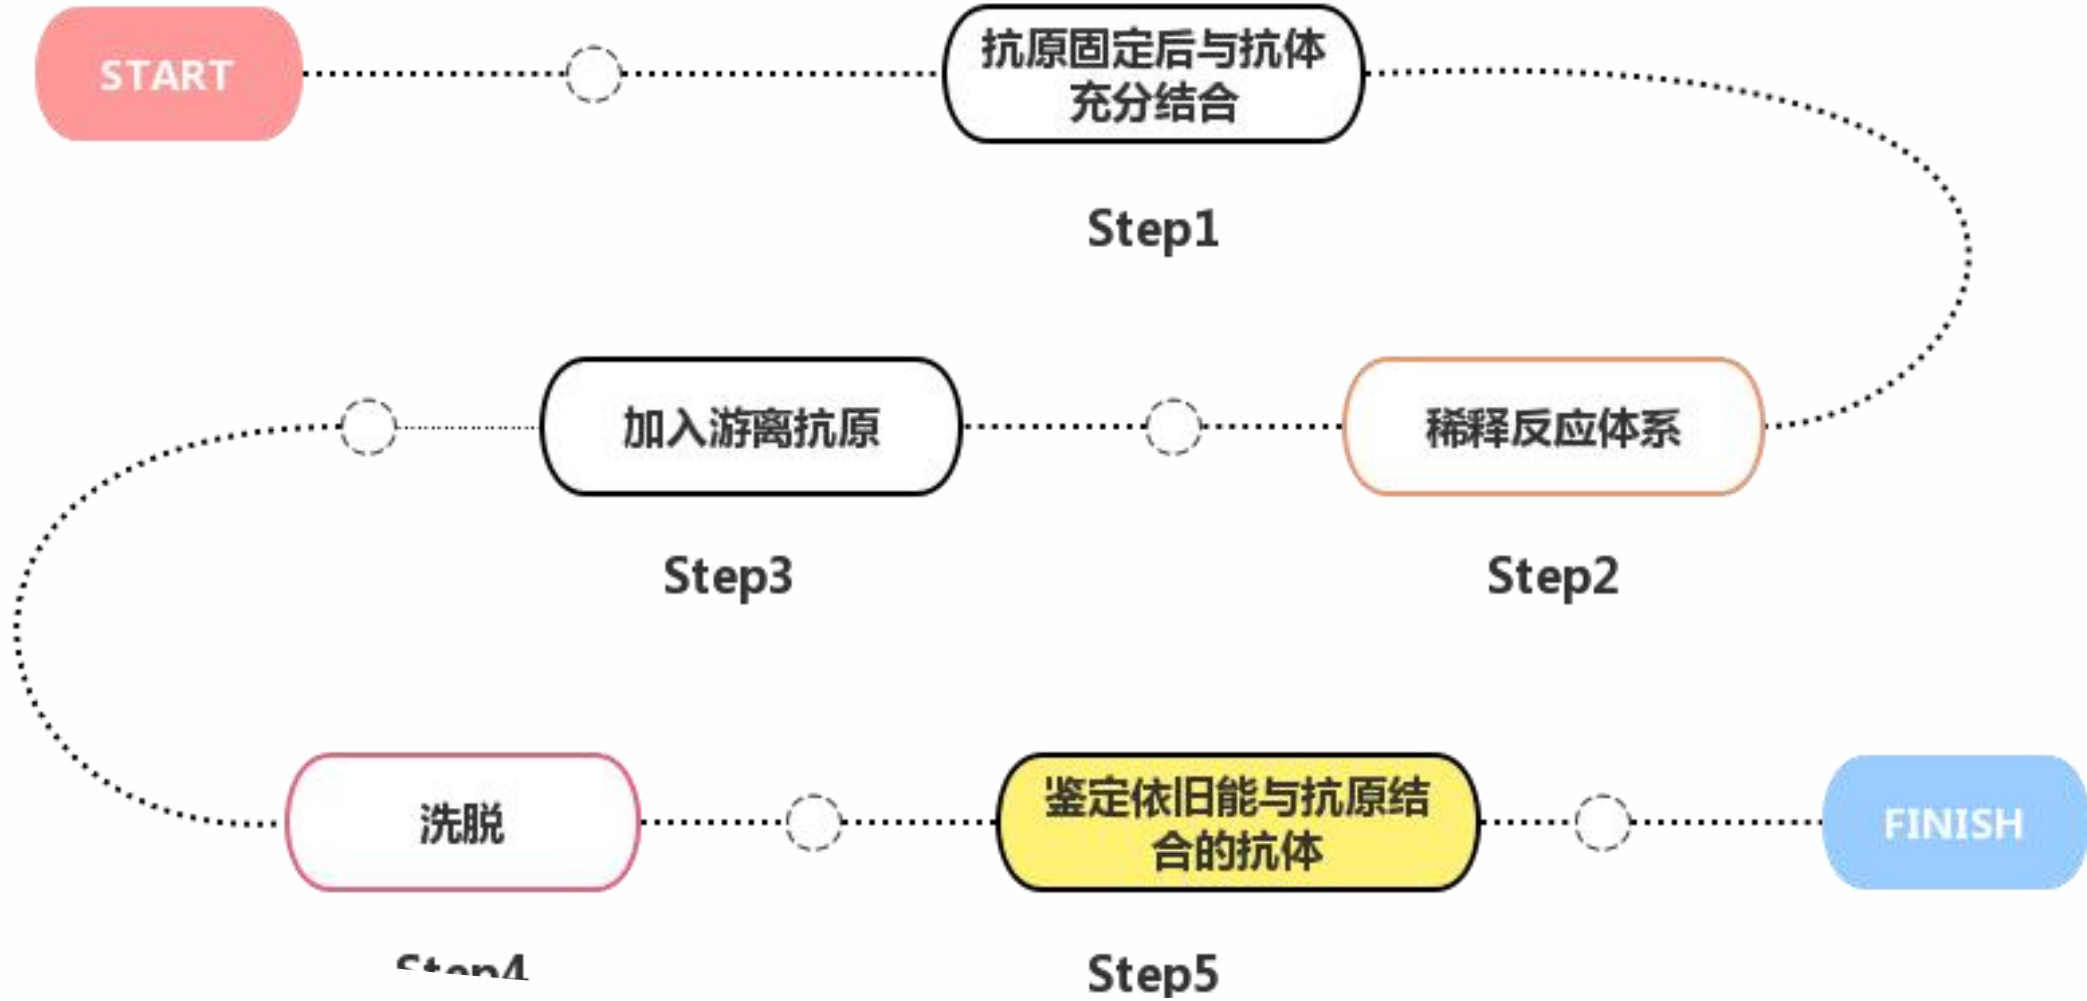 START
抗原固定后与抗体
充分结合
Step1
加入游离抗原
稀释反应体系
Step3
Step2
洗脱
鉴定依旧能与抗原结
合的抗体
FINISH
Step4
Step5